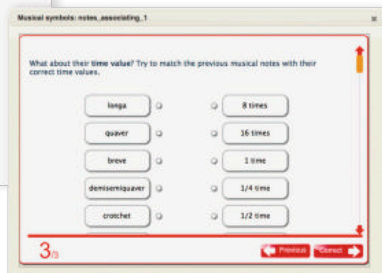 Musical symbols: notes_associating_1
What about their time value? Try to match the previous musical notes with their
correct time values.
longa 8 times
quaver 16 times
breve 1 time
demisemiquaver 1/4 time
crotchet 1/2 time
3/3 Previous Correct